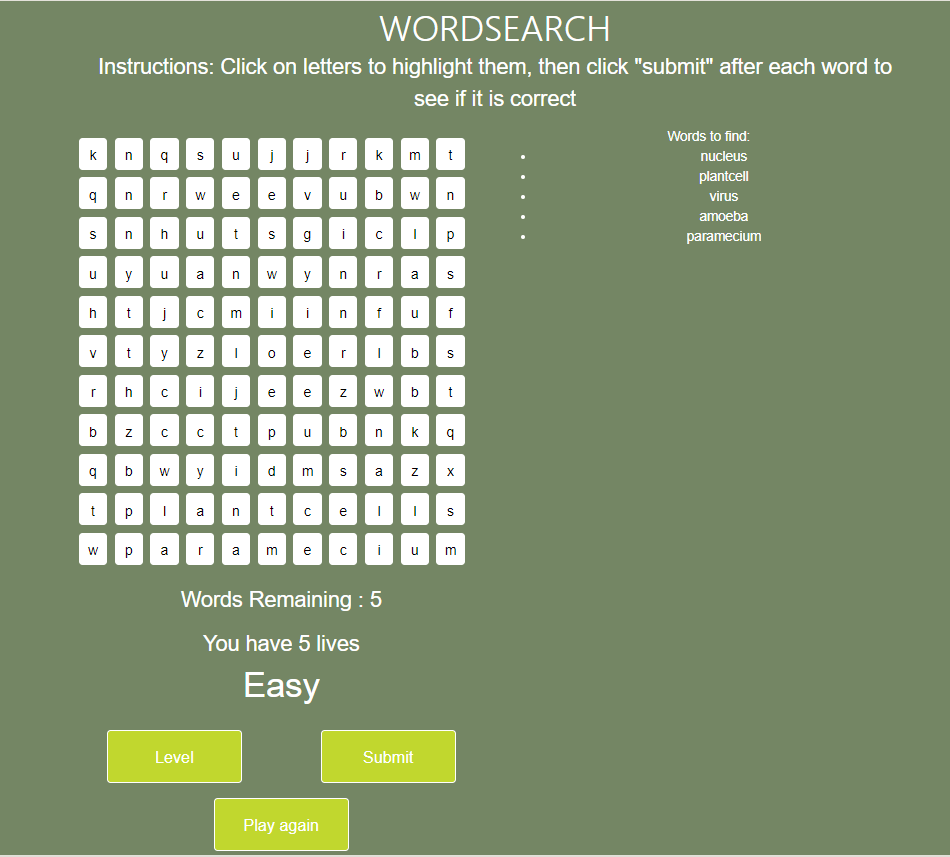 WORDSEARCH
Instructions: Click on letters to highlight them, then click "submit" after each word to
see if it is correct
k n q s u j j r k m t
q n r w e e v u b w n
s n h u t s g i c l p
u y u a n w y n r a s
h t j c m i i n f u f
v t y z l o e r l b s
r h c i j e e z w b t
b z c c t p u b n k q
q b w y i d m s a z x
t p l a n t c e l l s
w p a r a m e c i u m
Words to find:
nucleus
plantcell
virus
amoeba
paramecium
Words Remaining : 5
You have 5 lives
Easy
Level
Submit
Play again